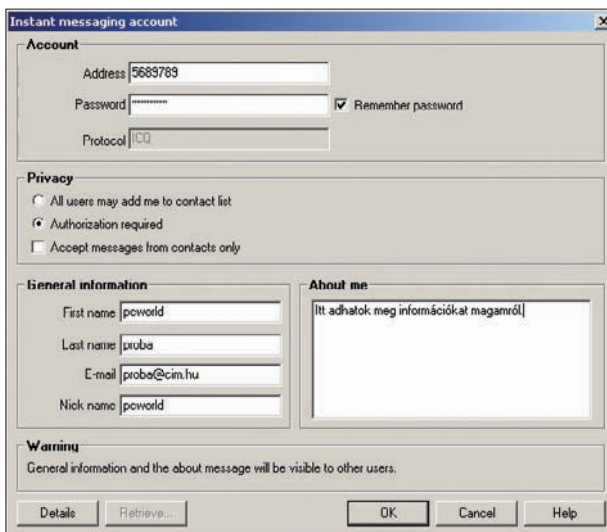 Instant messaging account
Account
Address 5689789
Password
Remember password
Protocol ICQ
Privacy
All users may add me to contact list
Authorization required
Accept messages from contacts only
General information
First name pcworld
Last name proba
E-mail proba@cim.hu
Nick name pcworld
About me
Itt adhatok meg információkat magamról.
Warning
General information and the about message will be visible to other users.
Details Retrieve... OK Cancel Help